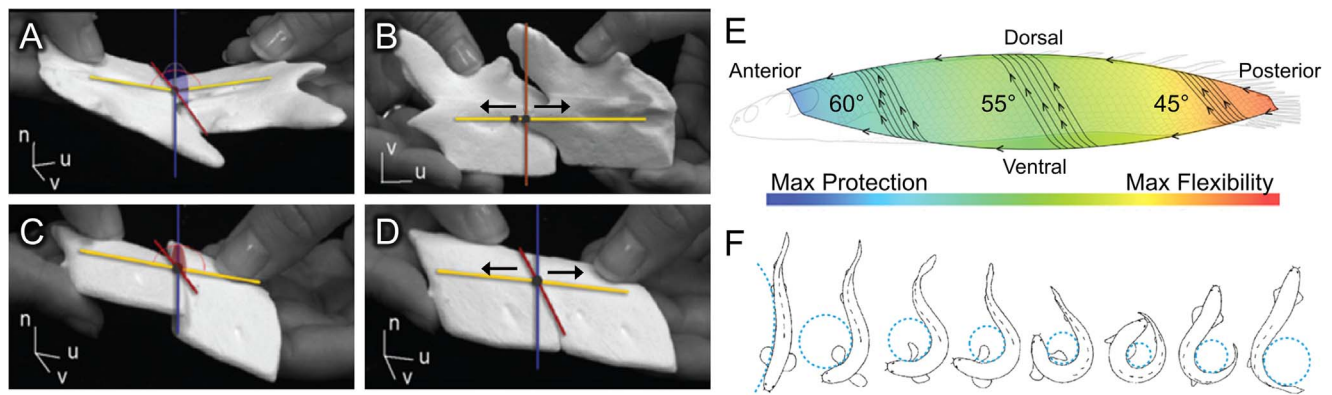 A
n
u
v
B
v
u
C
n
u
v
D
n
u
v
E
Dorsal
Anterior
Posterior
60°
55°
45°
Ventral
Max Protection
Max Flexibility
F